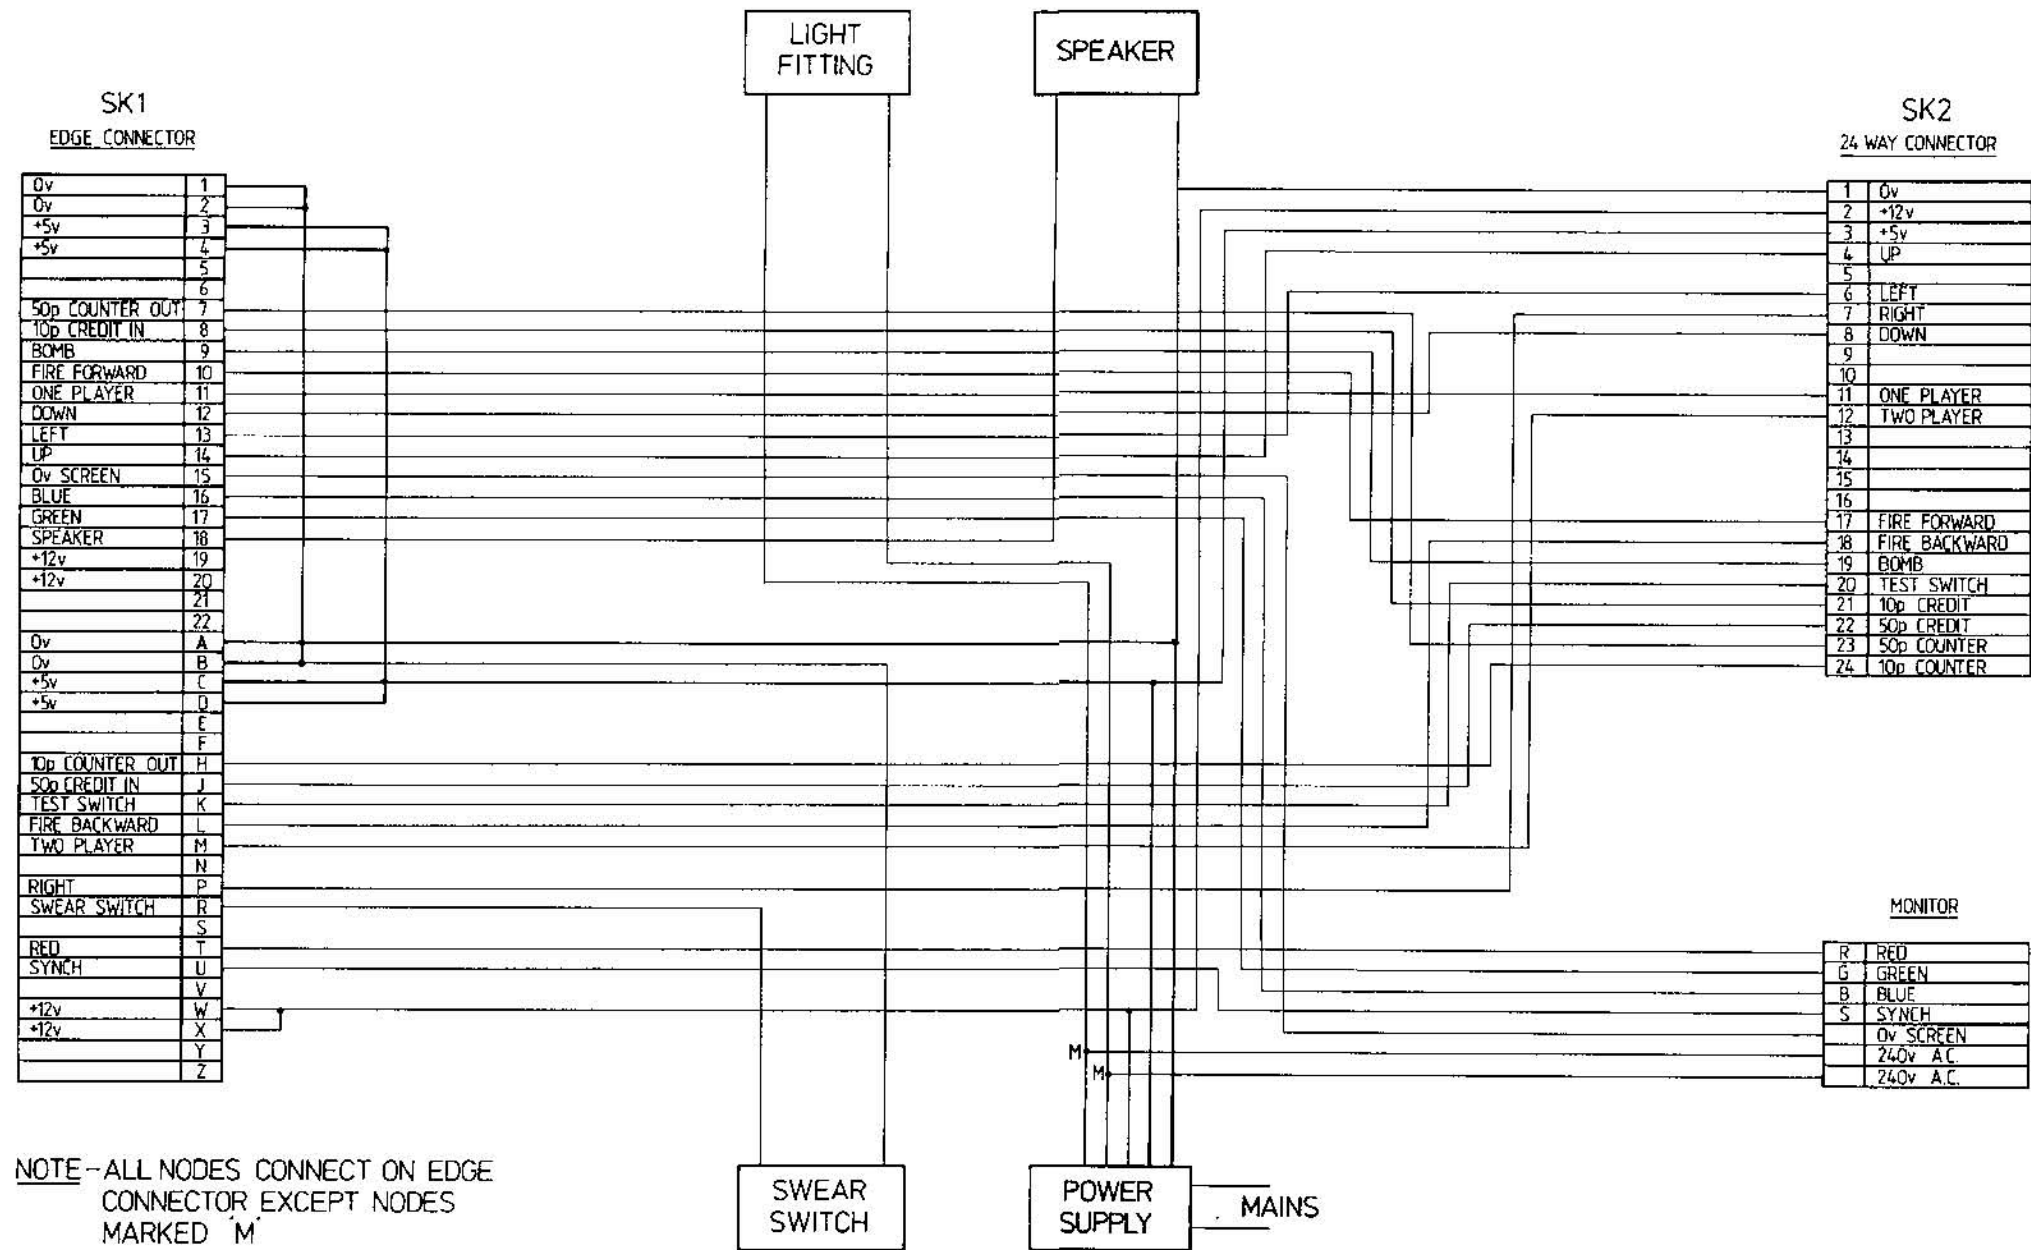 LIGHT
FITTING
SPEAKER
SK1
EDGE CONNECTOR
0v 1
0v 2
+5v 3
+5v 4
5
6
50p COUNTER OUT 7
10p CREDIT IN 8
BOMB 9
FIRE FORWARD 10
ONE PLAYER 11
DOWN 12
LEFT 13
UP 14
0v SCREEN 15
BLUE 16
GREEN 17
SPEAKER 18
+12v 19
+12v 20
21
22
0v A
0v B
+5v C
+5v D
E
F
10p COUNTER OUT H
50p CREDIT IN J
TEST SWITCH K
FIRE BACKWARD L
TWO PLAYER M
N
RIGHT P
SWEAR SWITCH R
S
RED T
SYNCH U
V
+12v W
+12v X
Y
Z
SK2
24 WAY CONNECTOR
1 0v
2 +12v
3 +5v
4 UP
5
6 LEFT
7 RIGHT
8 DOWN
9
10
11 ONE PLAYER
12 TWO PLAYER
13
14
15
16
17 FIRE FORWARD
18 FIRE BACKWARD
19 BOMB
20 TEST SWITCH
21 10p CREDIT
22 50p CREDIT
23 50p COUNTER
24 10p COUNTER
MONITOR
R RED
G GREEN
B BLUE
S SYNCH
0v SCREEN
240v A.C.
240v A.C.
M
M
NOTE-ALL NODES CONNECT ON EDGE
CONNECTOR EXCEPT NODES
MARKED 'M'
SWEAR
SWITCH
POWER
SUPPLY
MAINS